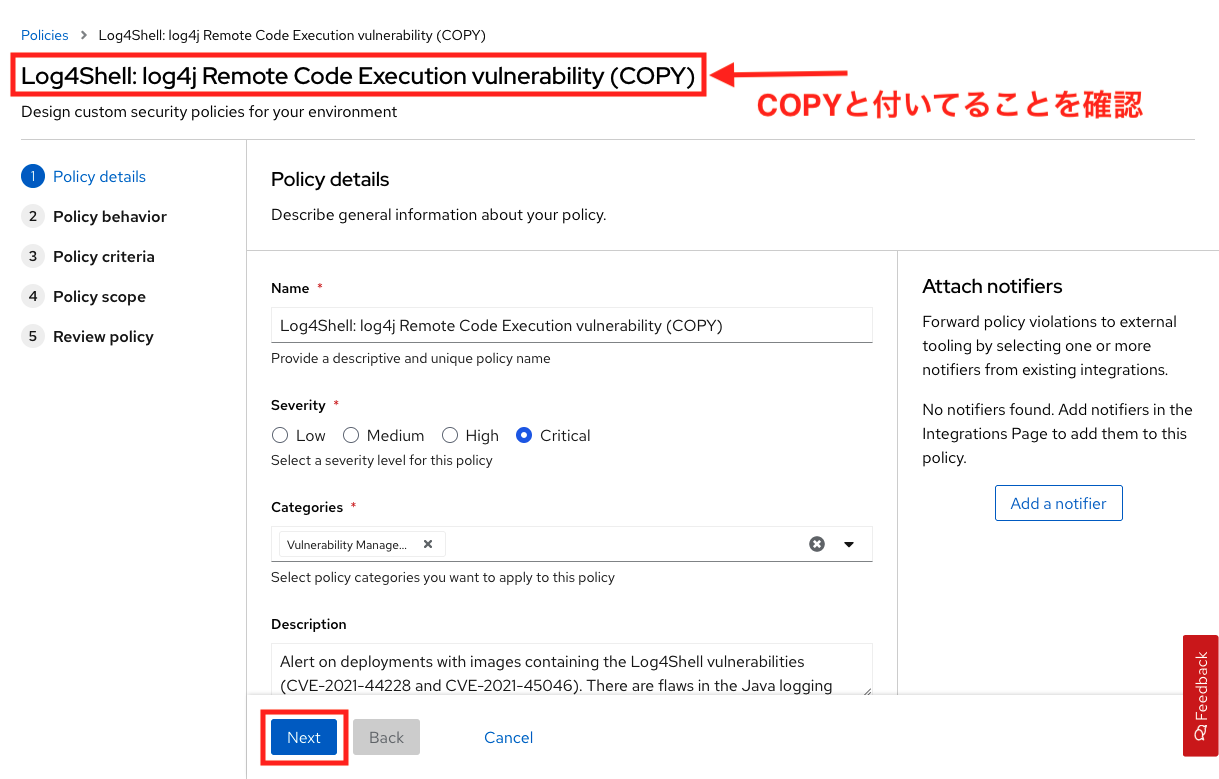 Policies > Log4Shell: log4j Remote Code Execution vulnerability (COPY)
Log4Shell: log4j Remote Code Execution vulnerability (COPY)
COPYと付いてることを確認
Design custom security policies for your environment
1 Policy details
2 Policy behavior
3 Policy criteria
4 Policy scope
5 Review policy
Policy details
Describe general information about your policy.
Name *
Log4Shell: log4j Remote Code Execution vulnerability (COPY)
Provide a descriptive and unique policy name
Severity *
Low Medium High Critical
Select a severity level for this policy
Categories *
Vulnerability Manage...
Select policy categories you want to apply to this policy
Description
Alert on deployments with images containing the Log4Shell vulnerabilities
(CVE-2021-44228 and CVE-2021-45046). There are flaws in the Java logging
Next Back Cancel
Attach notifiers
Forward policy violations to external
tooling by selecting one or more
notifiers from existing integrations.
No notifiers found. Add notifiers in the
Integrations Page to add them to this
policy.
Add a notifier
Feedback